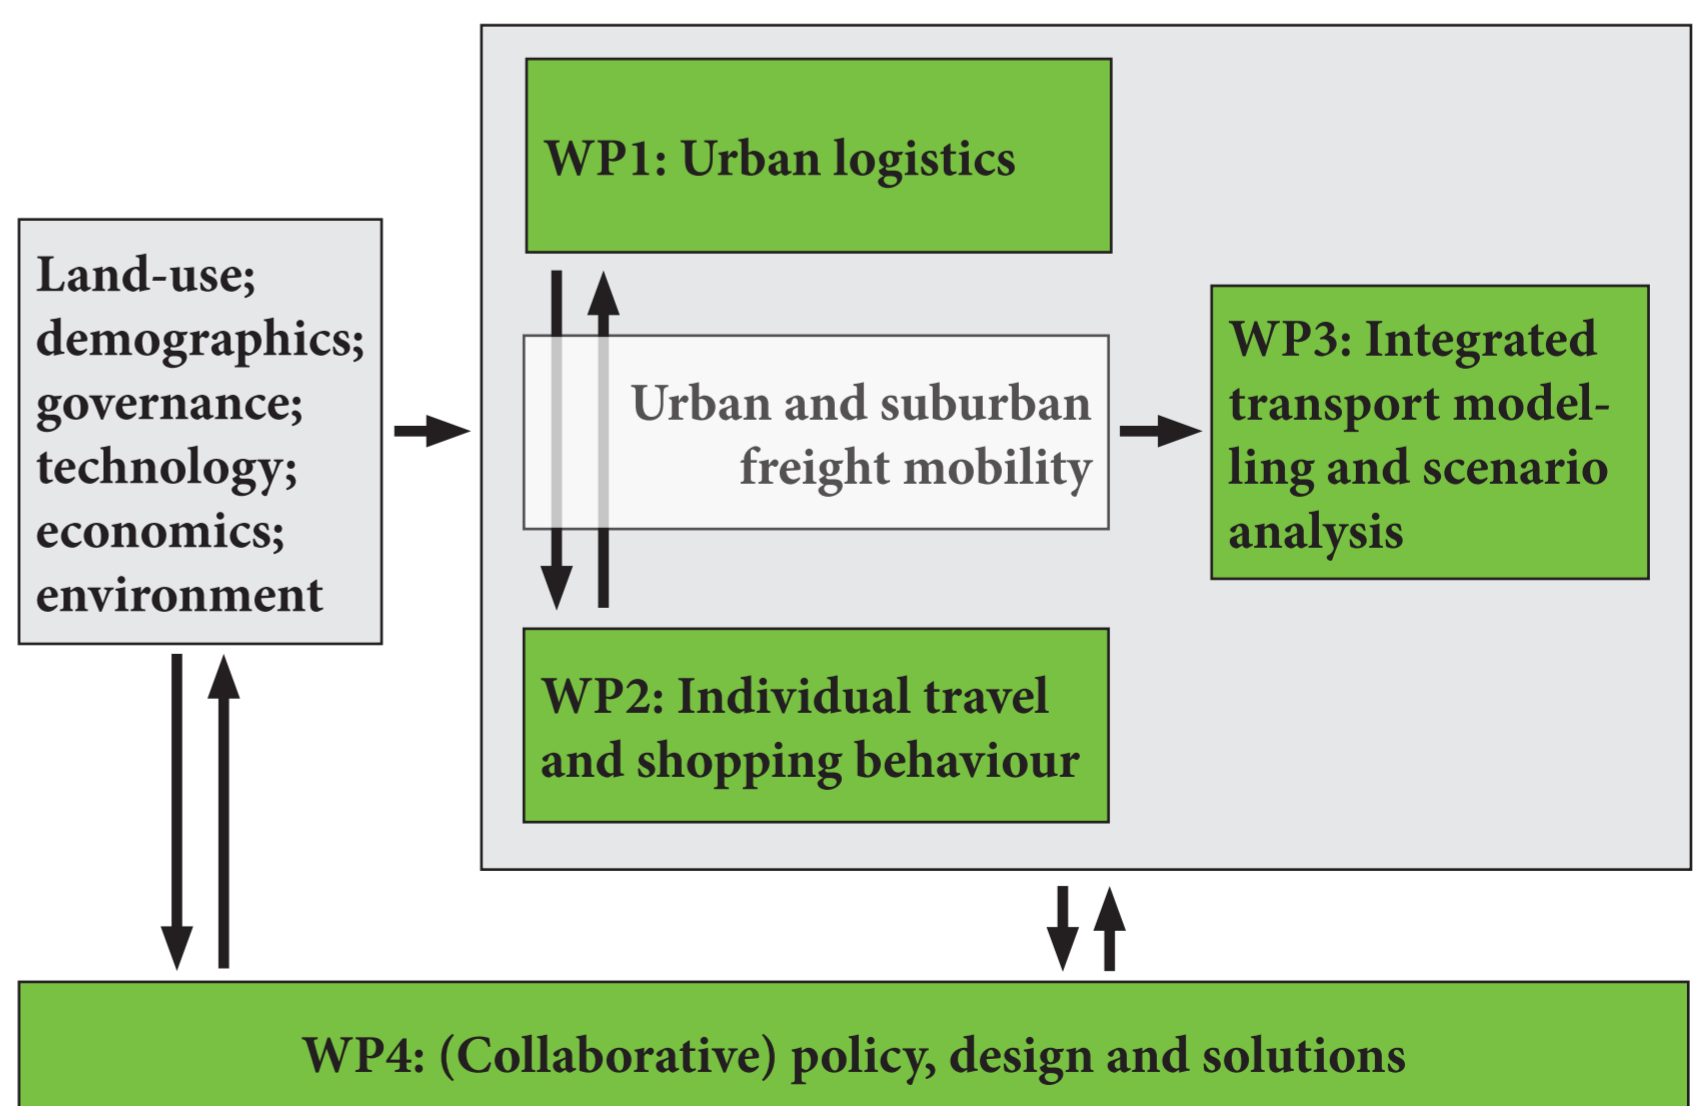 WP1: Urban logistics
Land-use;
demographics;
governance;
technology;
economics;
environment
Urban and suburban
freight mobility
WP3: Integrated
transport model-
ling and scenario
analysis
WP2: Individual travel
and shopping behaviour
WP4: (Collaborative) policy, design and solutions